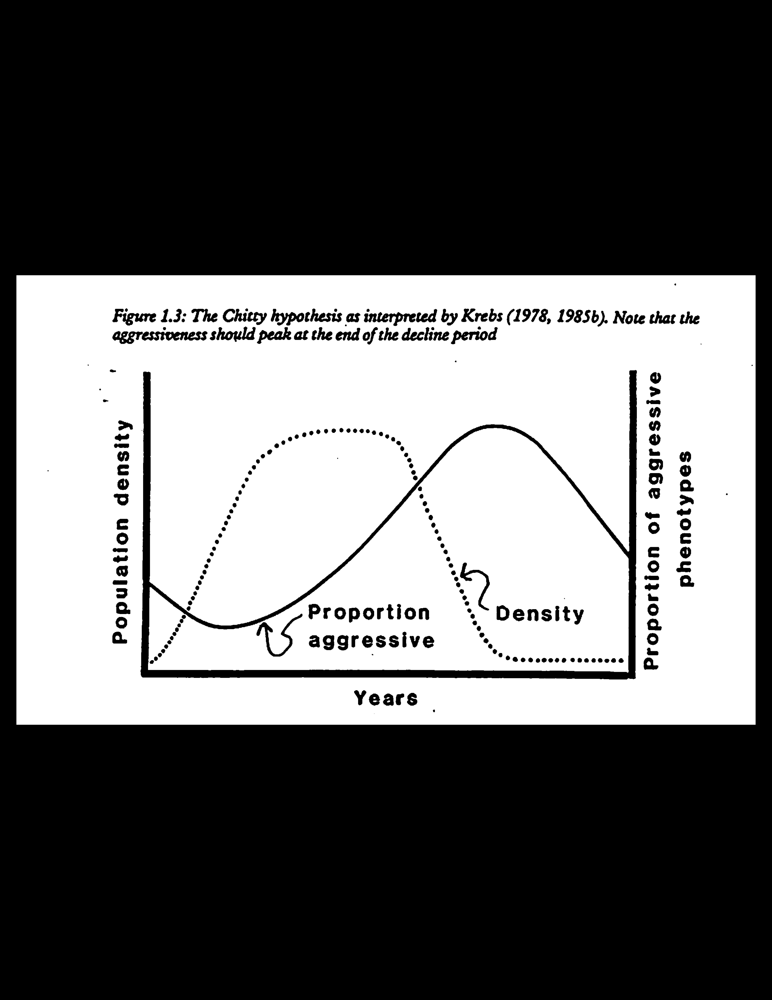 Figure 1.3: The Chitty hypothesis as interpreted by Krebs (1978, 1985b). Note that the
aggressiveness should peak at the end of the decline period
Population density
Proportion of aggressive
phenotypes
Proportion
aggressive
Density
Years